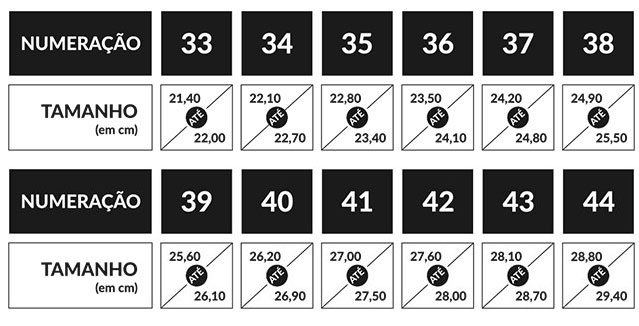 NUMERAÇÃO 33 34 35 36 37 38
TAMANHO 21,40 22,10 22,80 23,50 24,20 24,90
(em cm) ATÉ ATÉ ATÉ ATÉ ATÉ ATÉ
22,00 22,70 23,40 24,10 24,80 25,50
NUMERAÇÃO 39 40 41 42 43 44
TAMANHO 25,60 26,20 27,00 27,60 28,10 28,80
(em cm) ATÉ ATÉ ATÉ ATÉ ATÉ ATÉ
26,10 26,90 27,50 28,00 28,70 29,40